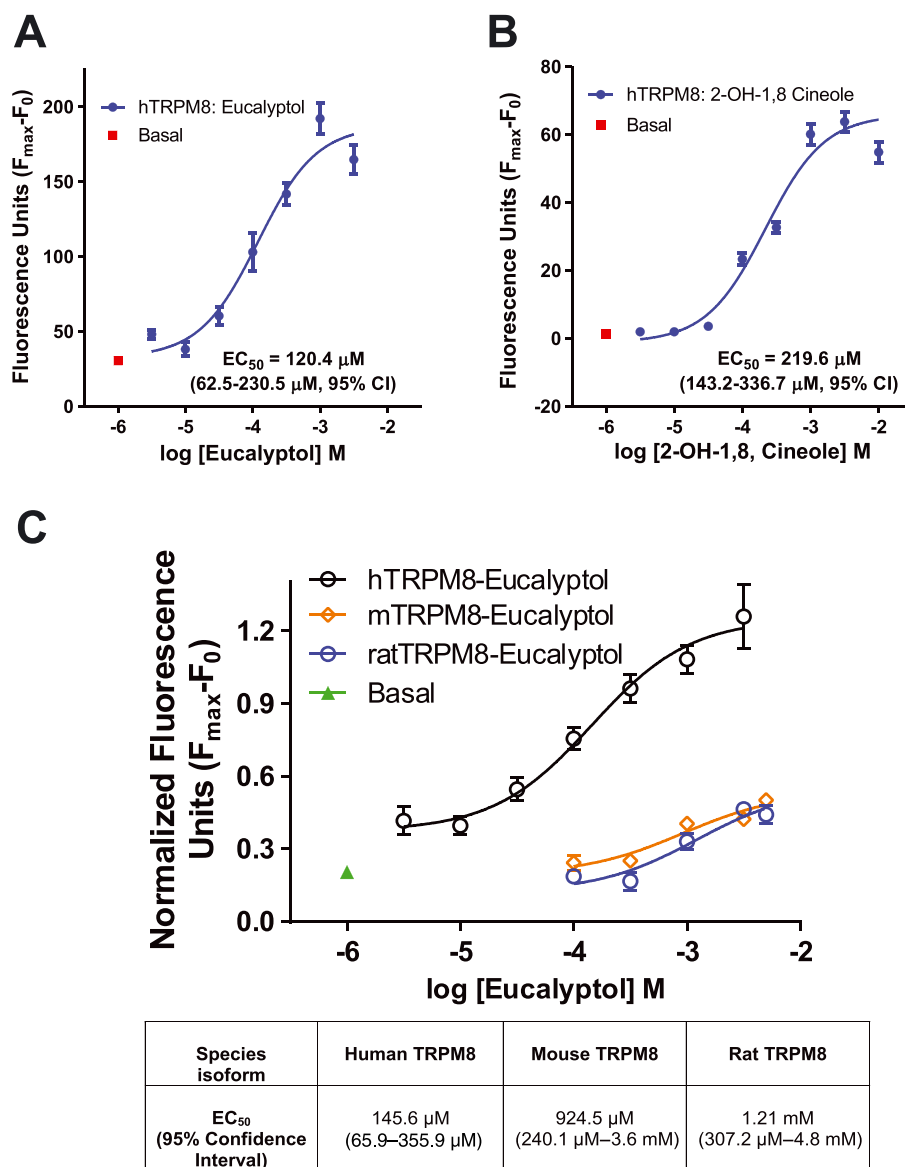 A
Fluorescence Units (Fmax-F0)
hTRPM8: Eucalyptol
Basal
200
150
100
50
0
EC50 = 120.4 µM
(62.5-230.5 µM, 95% CI)
-6 -5 -4 -3 -2
log [Eucalyptol] M
B
Fluorescence Units (Fmax-F0)
hTRPM8: 2-OH-1,8 Cineole
Basal
80
60
40
20
0
-20
EC50 = 219.6 µM
(143.2-336.7 µM, 95% CI)
-6 -5 -4 -3 -2
log [2-OH-1,8, Cineole] M
C
Normalized Fluorescence
Units (Fmax-F0)
hTRPM8-Eucalyptol
mTRPM8-Eucalyptol
ratTRPM8-Eucalyptol
Basal
1.2
0.9
0.6
0.3
0.0
-6 -5 -4 -3 -2
log [Eucalyptol] M
Species
isoform
Human TRPM8
Mouse TRPM8
Rat TRPM8
EC50
(95% Confidence
Interval)
145.6 µM
(65.9–355.9 µM)
924.5 µM
(240.1 µM–3.6 mM)
1.21 mM
(307.2 µM–4.8 mM)